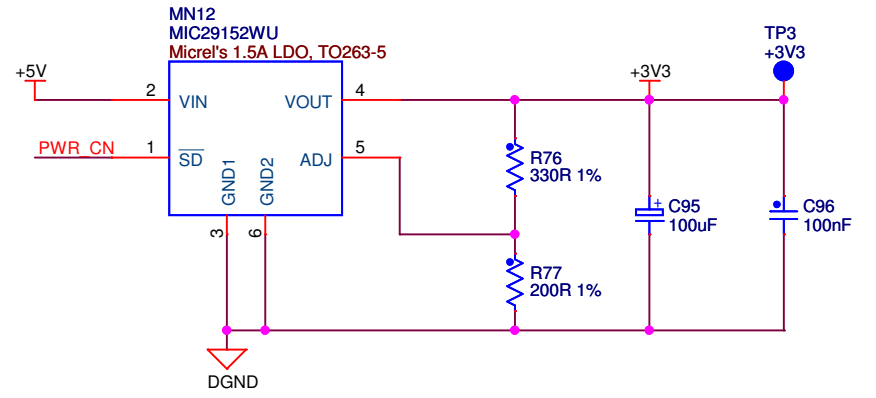 MN12
MIC29152WU
Micrel's 1.5A LDO, TO263-5
TP3
+3V3
+5V
+3V3
2
VIN
VOUT
4
PWR_CN
1
SD
ADJ
5
GND1
GND2
3
6
R76
330R 1%
C95
100uF
C96
100nF
R77
200R 1%
DGND